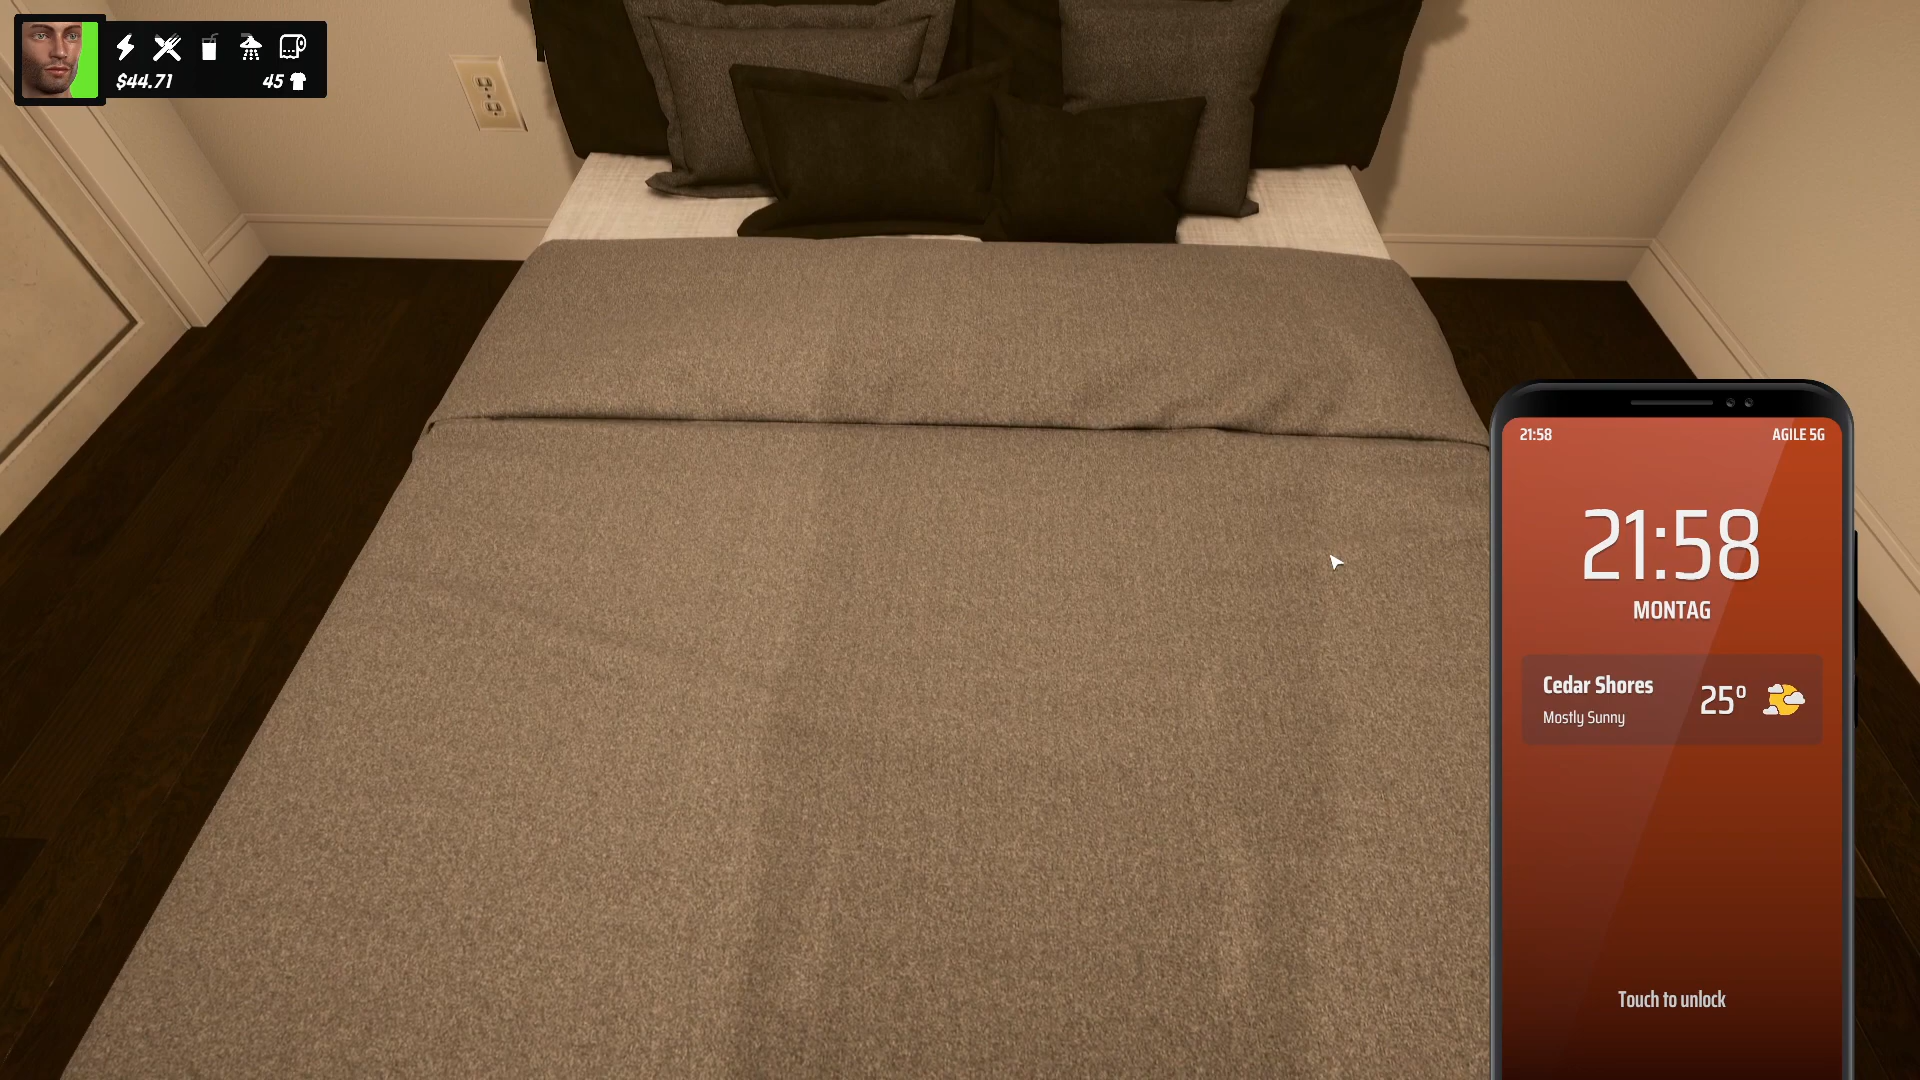 $44.71
45
21:58
AGILE 5G
21:58
MONTAG
Cedar Shores
25°
Mostly Sunny
Touch to unlock